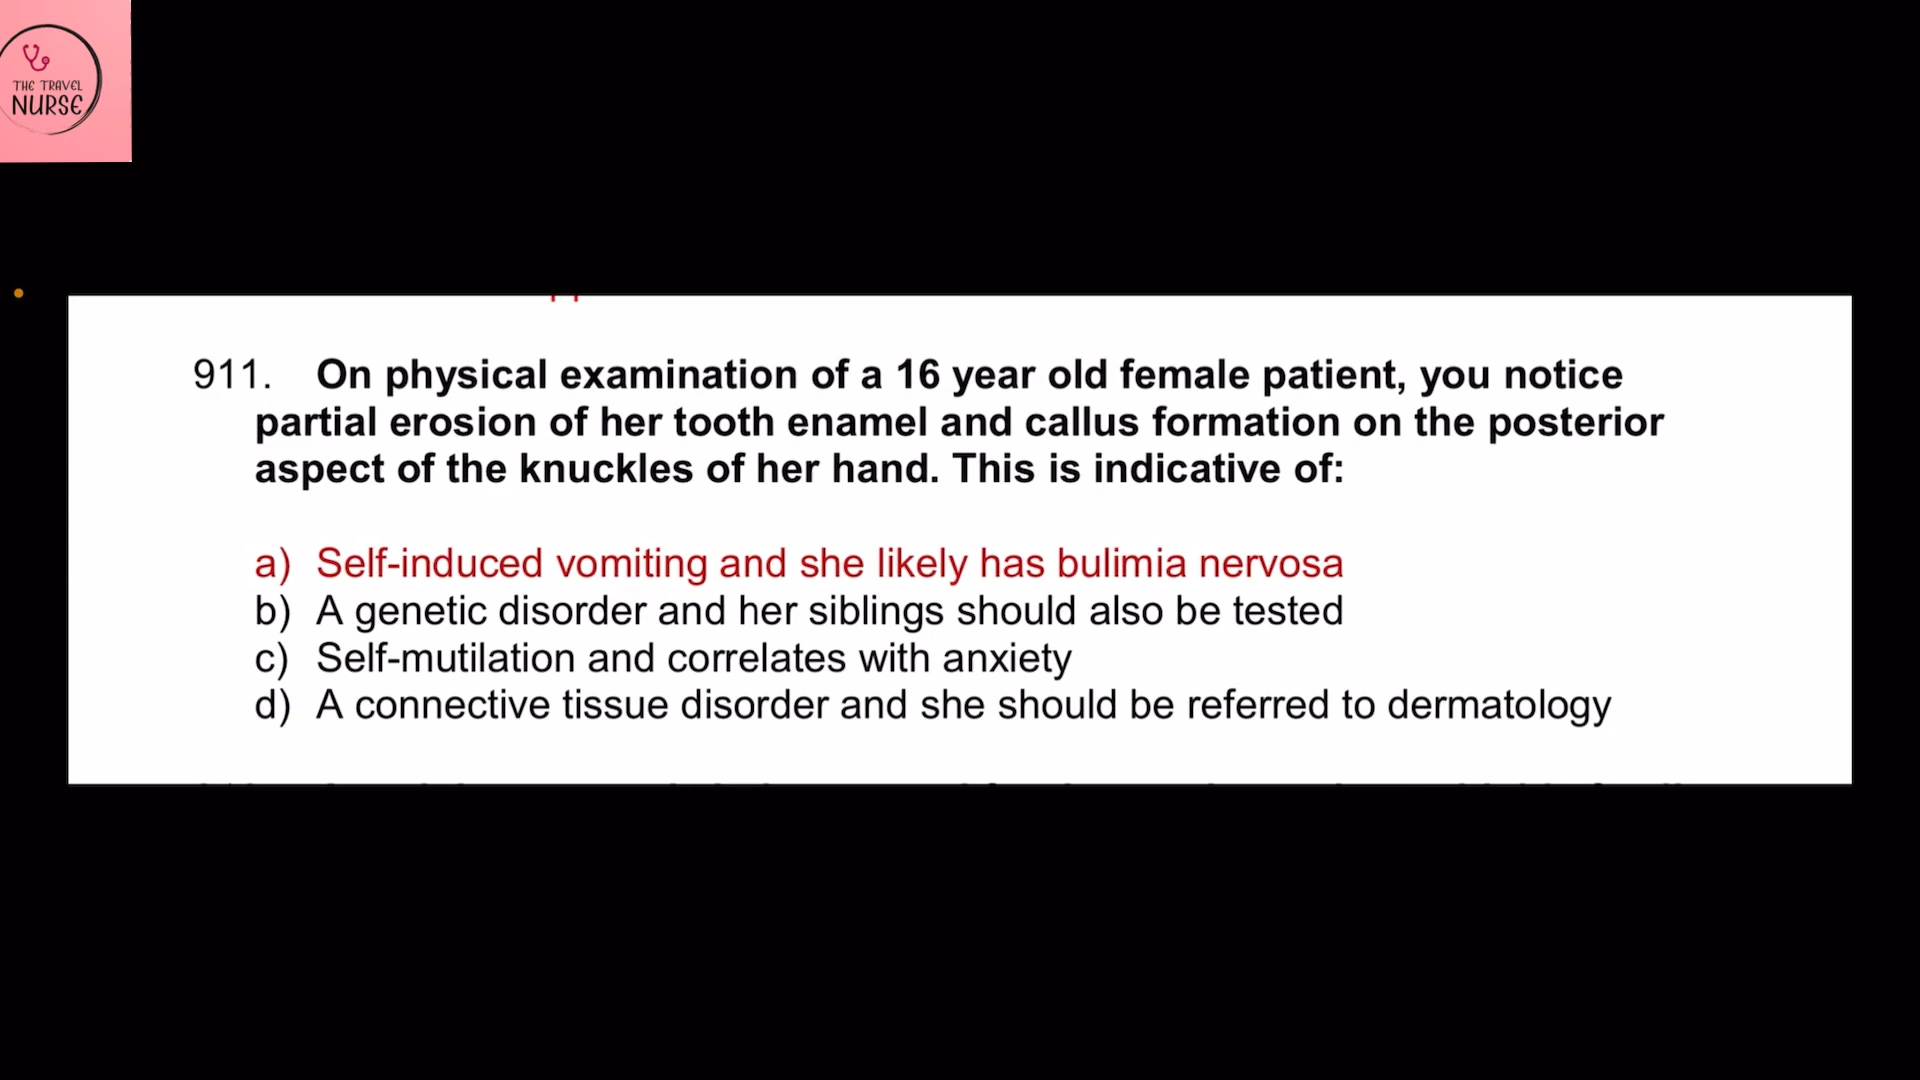 THE TRAVEL
NURSE
911. On physical examination of a 16 year old female patient, you notice
partial erosion of her tooth enamel and callus formation on the posterior
aspect of the knuckles of her hand. This is indicative of:
a) Self-induced vomiting and she likely has bulimia nervosa
b) A genetic disorder and her siblings should also be tested
c) Self-mutilation and correlates with anxiety
d) A connective tissue disorder and she should be referred to dermatology